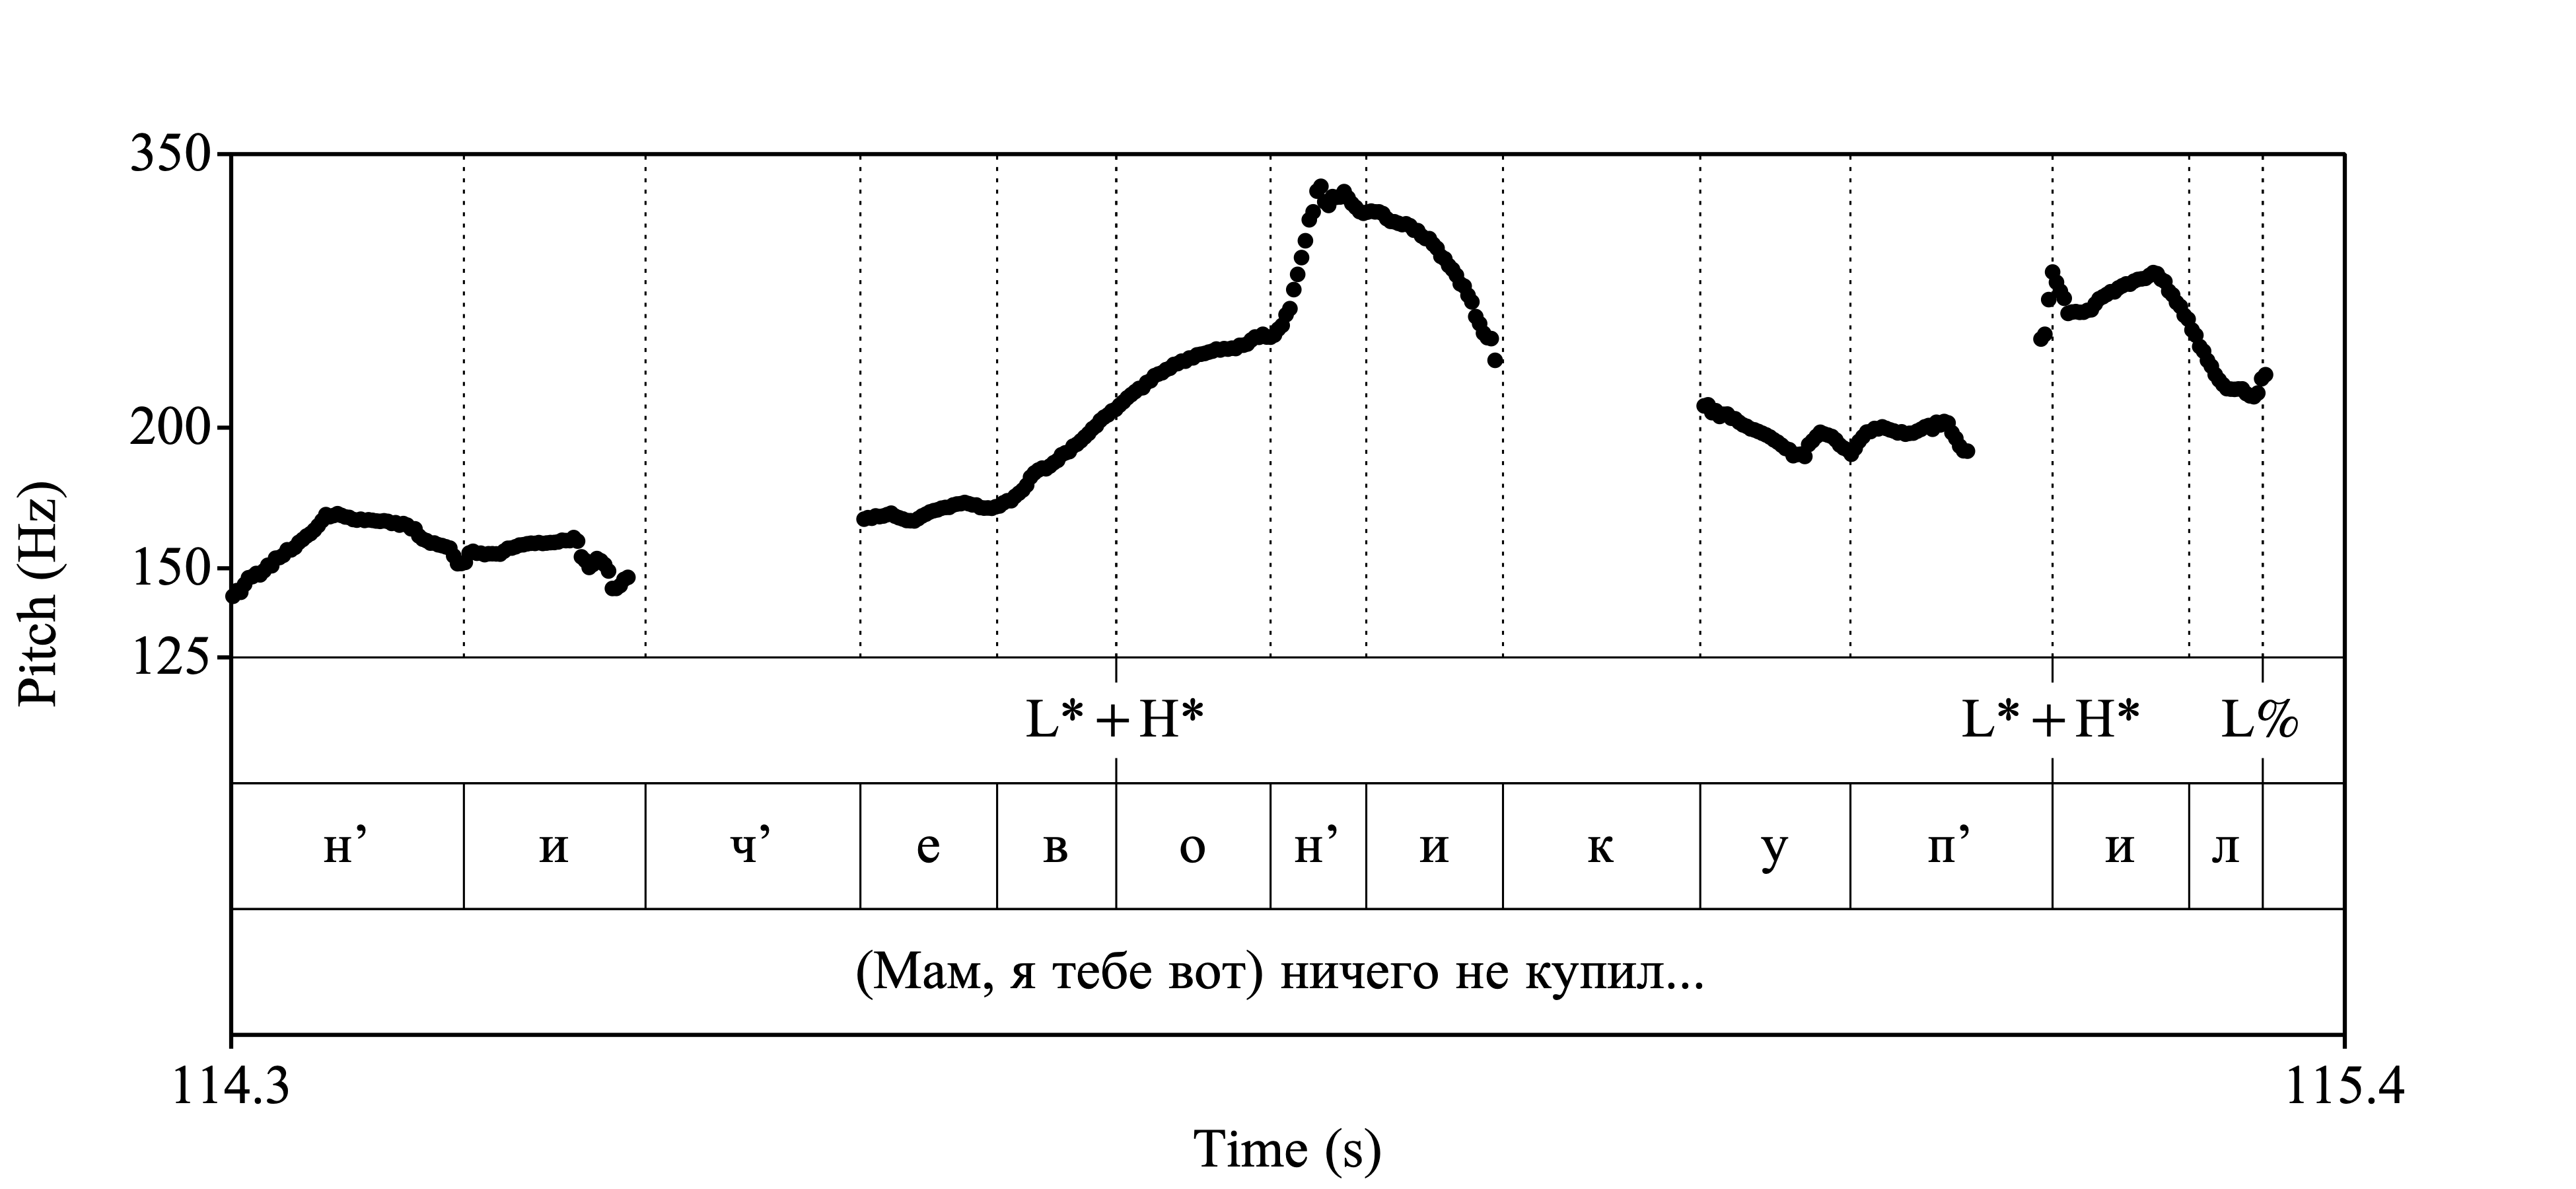 350
200
150
125
Pitch (Hz)
L* + H* L* + H* L%
н’ и ч’ е в о н’ и к у п’ и л
(Мам, я тебе вот) ничего не купил...
114.3 115.4
Time (s)